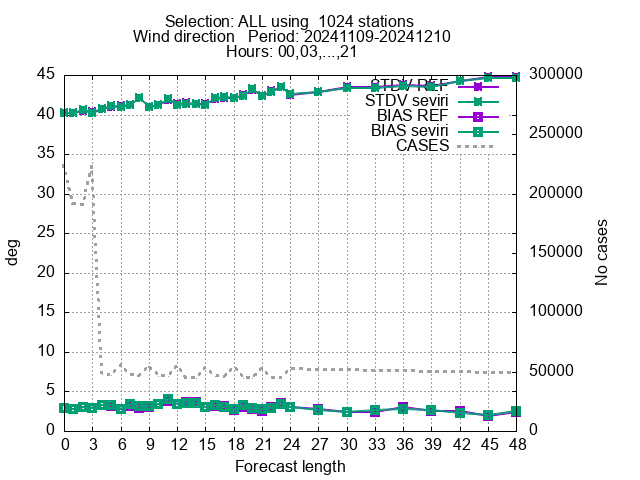 Selection: ALL using  1024 stations
Wind direction   Period: 20241109-20241210
Hours: 00,03,...,21
STDV REF
STDV seviri
BIAS REF
BIAS seviri
CASES
45
40
35
30
25
20
15
10
5
0
deg
300000
250000
200000
150000
100000
50000
0
No cases
0 3 6 9 12 15 18 21 24 27 30 33 36 39 42 45 48
Forecast length